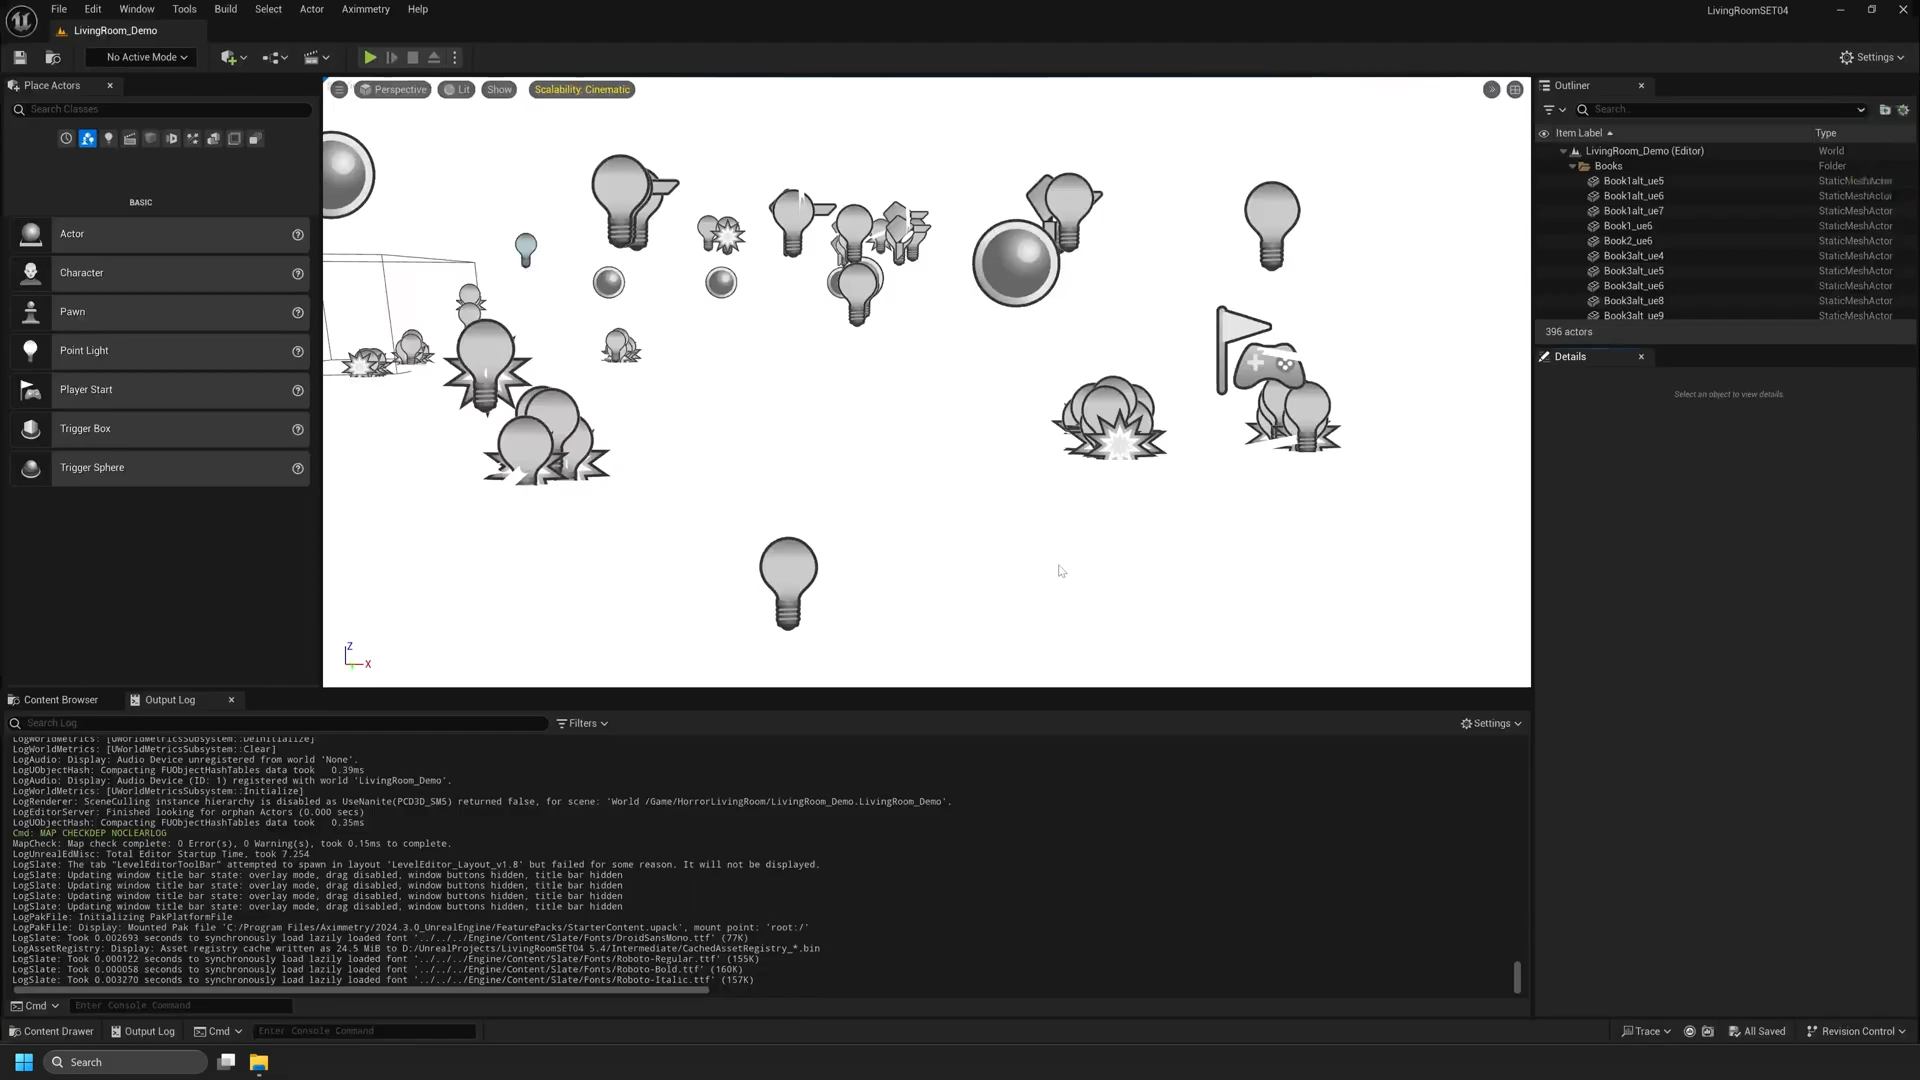 File Edit Window Tools Build Select Actor Aximmetry Help
LivingRoomSET04
LivingRoom_Demo
No Active Mode
Settings
Place Actors
Search Classes
BASIC
Actor
Character
Pawn
Point Light
Player Start
Trigger Box
Trigger Sphere
Perspective Lit Show Scalability: Cinematic
Z
X
Outliner
Search...
Item Label Type
LivingRoom_Demo (Editor) World
Books Folder
Book1alt_ue5
Book1alt_ue6 StaticMeshActor
Book1alt_ue7 StaticMeshActor
Book1_ue6 StaticMeshActor
Book2_ue6 StaticMeshActor
Book3alt_ue4 StaticMeshActor
Book3alt_ue5 StaticMeshActor
Book3alt_ue6 StaticMeshActor
Book3alt_ue8 StaticMeshActor
Book3alt_ue9 StaticMeshActor
396 actors
Details
Select an object to view details.
Content Browser Output Log
Search Log
Filters
Settings
LogWorldMetrics: [UWorldMetricsSubsystem::Deinitialize]
LogWorldMetrics: [UWorldMetricsSubsystem::Clear]
LogAudio: Display: Audio Device unregistered from world 'None'.
LogUObjectHash: Compacting FUObjectHashTables data took   0.39ms
LogAudio: Display: Audio Device (ID: 1) registered with world 'LivingRoom_Demo'.
LogWorldMetrics: [UWorldMetricsSubsystem::Initialize]
LogRenderer: SceneCulling instance hierarchy is disabled as UseNanite(PCD3D_SM5) returned false, for scene: 'World /Game/HorrorLivingRoom/LivingRoom_Demo.LivingRoom_Demo'.
LogEditorServer: Finished looking for orphan Actors (0.000 secs)
LogUObjectHash: Compacting FUObjectHashTables data took   0.35ms
Cmd: MAP CHECKDEP NOCLEARLOG
MapCheck: Map check complete: 0 Error(s), 0 Warning(s), took 0.15ms to complete.
LogUnrealEdMisc: Total Editor Startup Time, took 7.254
LogSlate: The tab "LevelEditorToolBar" attempted to spawn in layout 'LevelEditor_Layout_v1.8' but failed for some reason. It will not be displayed.
LogSlate: Updating window title bar state: overlay mode, drag disabled, window buttons hidden, title bar hidden
LogSlate: Updating window title bar state: overlay mode, drag disabled, window buttons hidden, title bar hidden
LogSlate: Updating window title bar state: overlay mode, drag disabled, window buttons hidden, title bar hidden
LogSlate: Updating window title bar state: overlay mode, drag disabled, window buttons hidden, title bar hidden
LogPakFile: Initializing PakPlatformFile
LogPakFile: Display: Mounted Pak file 'C:/Program Files/Aximmetry/2024.3.0_UnrealEngine/FeaturePacks/StarterContent.upack', mount point: 'root:/'
LogSlate: Took 0.002693 seconds to synchronously load lazily loaded font '../../../Engine/Content/Slate/Fonts/DroidSansMono.ttf' (77K)
LogAssetRegistry: Display: Asset registry cache written as 24.5 MiB to D:/UnrealProjects/LivingRoomSET04 5.4/Intermediate/CachedAssetRegistry_*.bin
LogSlate: Took 0.000122 seconds to synchronously load lazily loaded font '../../../Engine/Content/Slate/Fonts/Roboto-Regular.ttf' (155K)
LogSlate: Took 0.000058 seconds to synchronously load lazily loaded font '../../../Engine/Content/Slate/Fonts/Roboto-Bold.ttf' (160K)
LogSlate: Took 0.003270 seconds to synchronously load lazily loaded font '../../../Engine/Content/Slate/Fonts/Roboto-Italic.ttf' (157K)
Cmd Enter Console Command
Content Drawer Output Log Cmd Enter Console Command
Trace All Saved Revision Control
Search